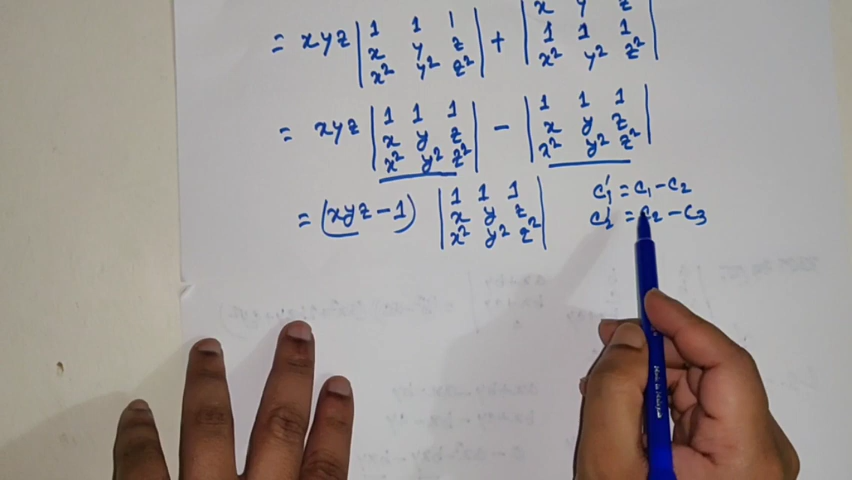 x y z
= xyz | 1 1 1 | + | 1 1 1 |
x y z
x² y² z² x² y² z²
1 1 1 1 1 1
= xyz | x y z | - | x y z |
x² y² z² x² y² z²
1 1 1 C₁′ = C₁ - C₂
= (xyz - 1) | x y z | C₂′ = C₂ - C₃
x² y² z²